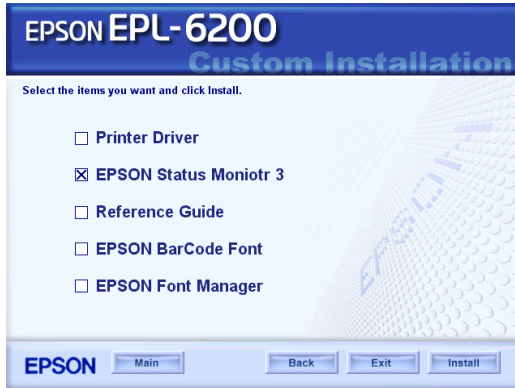 EPSON EPL-6200
Custom Installation
Select the items you want and click Install.
Printer Driver
EPSON Status Moniotr 3
Reference Guide
EPSON BarCode Font
EPSON Font Manager
EPSON
EPSON Main Back Exit Install